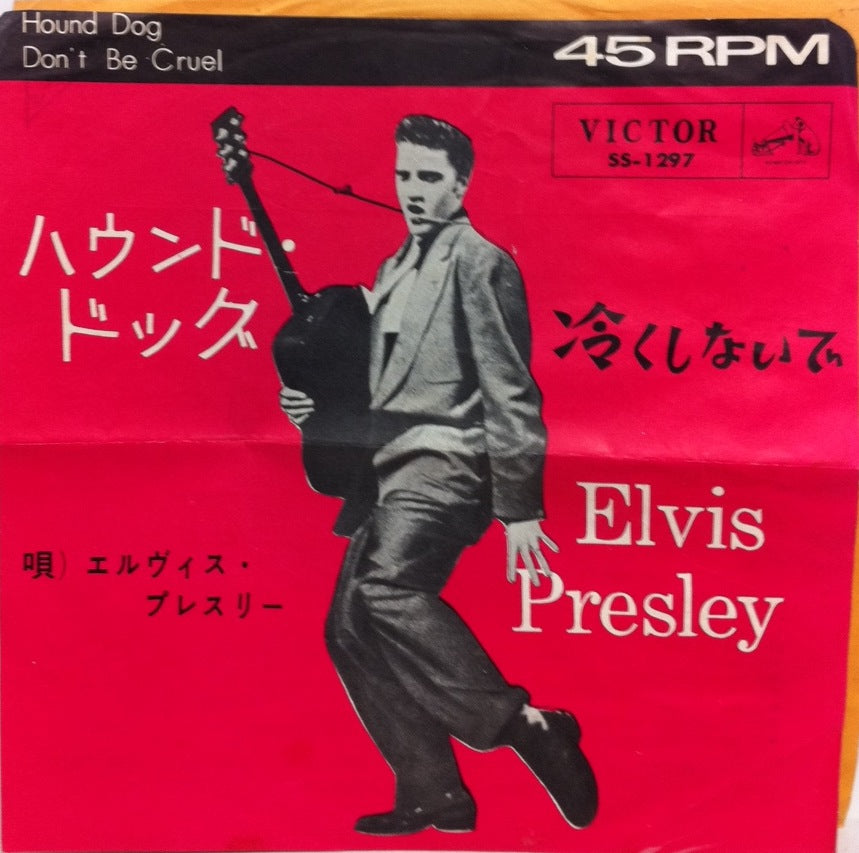 Hound Dog
Don't Be Cruel
45 RPM
VICTOR
SS-1297
ハウンド・
ドッグ
冷くしないで
Elvis
Presley
唄）エルヴィス・
プレスリー